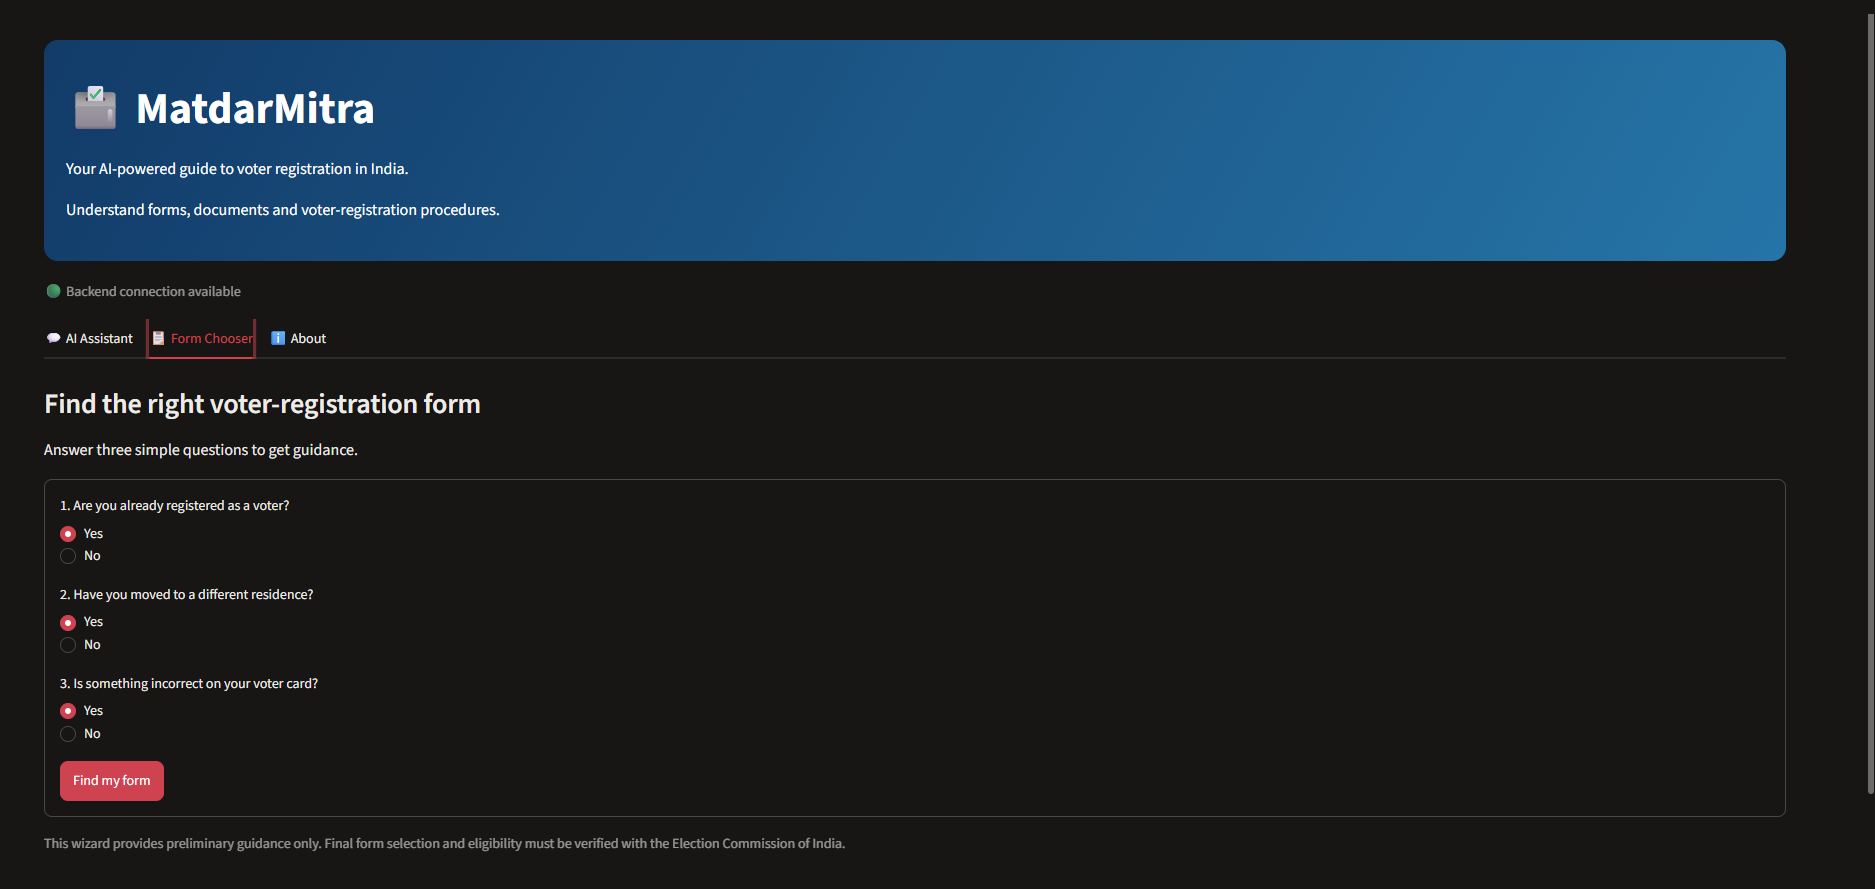 MatdarMitra
Your AI-powered guide to voter registration in India.
Understand forms, documents and voter-registration procedures.
Backend connection available
AI Assistant
Form Chooser
About
Find the right voter-registration form
Answer three simple questions to get guidance.
1. Are you already registered as a voter?
Yes
No
2. Have you moved to a different residence?
Yes
No
3. Is something incorrect on your voter card?
Yes
No
Find my form
This wizard provides preliminary guidance only. Final form selection and eligibility must be verified with the Election Commission of India.